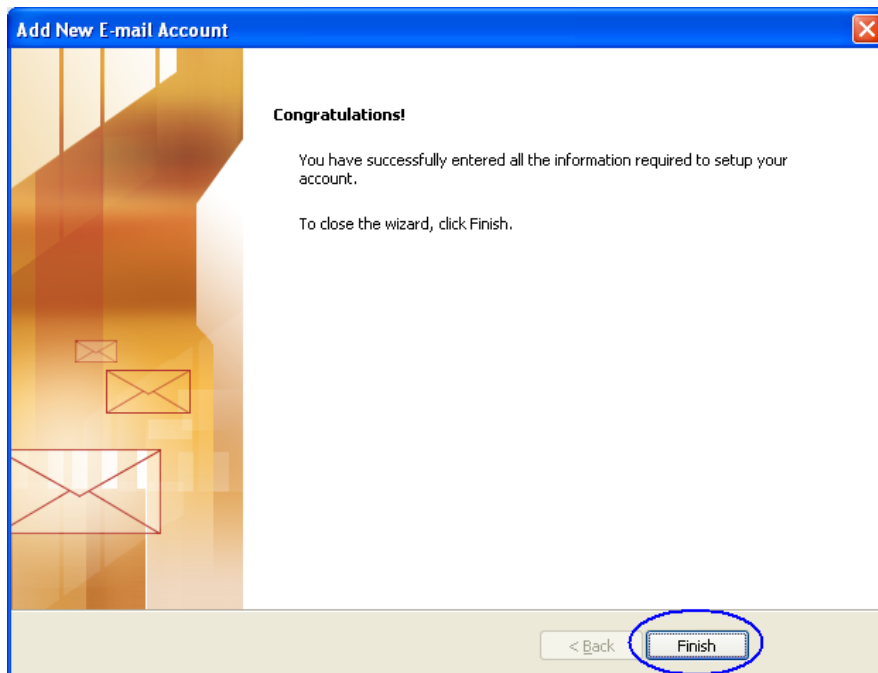 Add New E-mail Account
Congratulations!
You have successfully entered all the information required to setup your
account.
To close the wizard, click Finish.
< Back
Finish